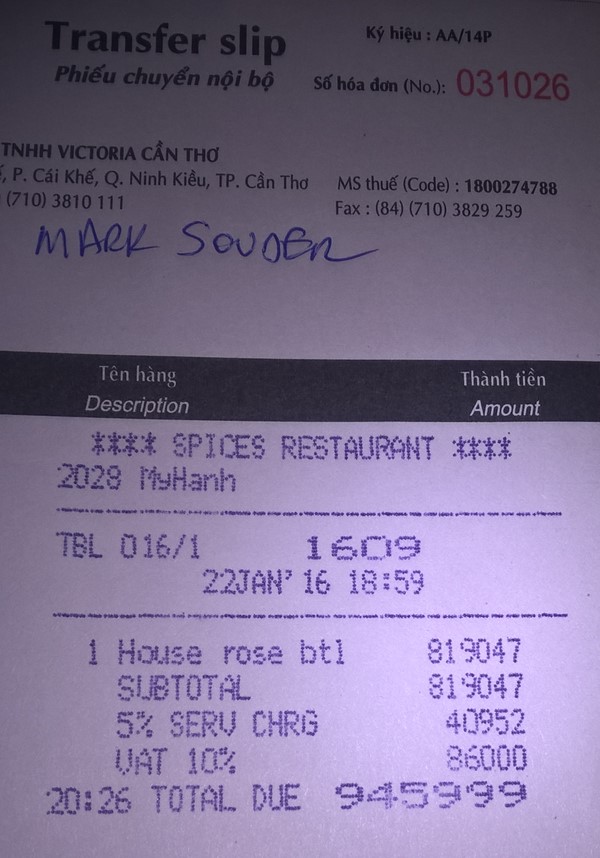 Transfer slip
Phiếu chuyển nội bộ
Ký hiệu : AA/14P
Số hóa đơn (No.): 031026
TNHH VICTORIA CẦN THƠ
P. Cái Khế, Q. Ninh Kiều, TP. Cần Thơ
MS thuế (Code) : 1800274788
(710) 3810 111
Fax : (84) (710) 3829 259
MARK SOUDER
Tên hàng Thành tiền
Description Amount
**** SPICES RESTAURANT ****
2028 MyHanh
TBL 016/1 1609
22JAN'16 18:59
1 House rose btl 819047
SUBTOTAL 819047
5% SERV CHRG 40952
VAT 10% 86000
20:26 TOTAL DUE 945999